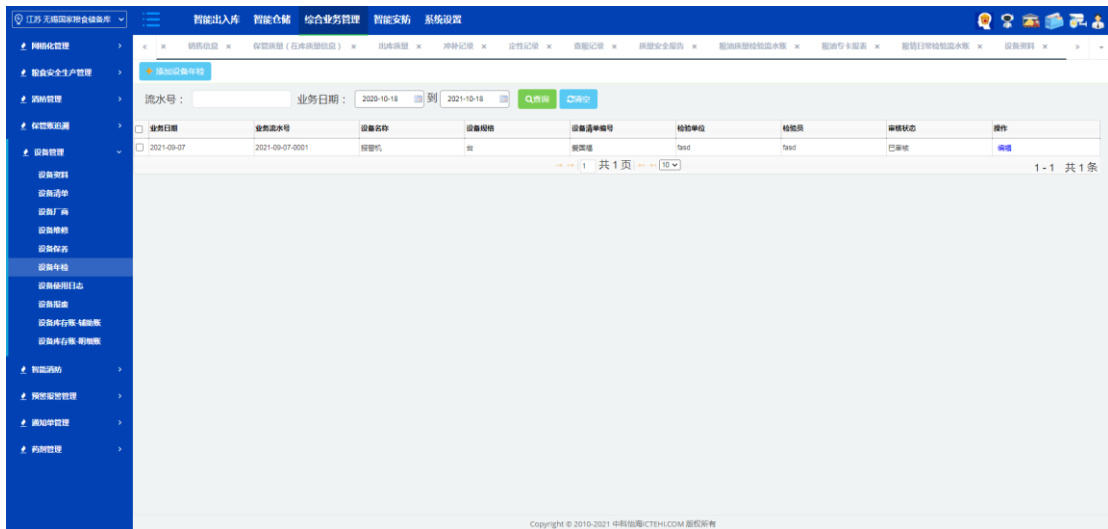 江苏 无锡国家粮食储备库
智能出入库 智能仓储 综合业务管理 智能安防 系统设置
网格化管理
粮食安全生产管理
消防管理
保管账追溯
设备管理
设备资料
设备清单
设备厂商
设备维修
设备保养
设备年检
设备使用日志
设备报废
设备库存账-辅助账
设备库存账-明细账
智能消防
预警报警管理
通知单管理
药剂管理
销售信息 × 保管质量（在库质量信息） × 出库质量 × 冲补记录 × 定性记录 × 查粮记录 × 质量安全报告 × 粮油质量检验流水账 × 粮油专卡报表 × 粮情日常检验流水账 × 设备资料 ×
添加设备年检
流水号： 业务日期： 2020-10-18 到 2021-10-18 查询 清空
业务日期 业务流水号 设备名称 设备规格 设备清单编号 检验单位 检验员 审核状态 操作
2021-09-07 2021-09-07-0001 报警机 台 爱国福 fasd fasd 已审核 编辑
1 共 1 页 10
1 - 1 共 1 条
Copyright © 2010-2021 中科怡海ICTEHI.COM 版权所有